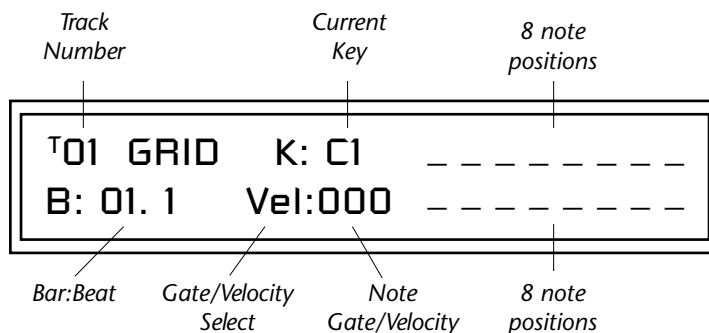 Track Number
Current Key
8 note positions
T01 GRID K: C1 _ _ _ _ _ _ _ _
B: 01. 1 Vel:000 _ _ _ _ _ _ _ _
Bar:Beat
Gate/Velocity Select
Note Gate/Velocity
8 note positions